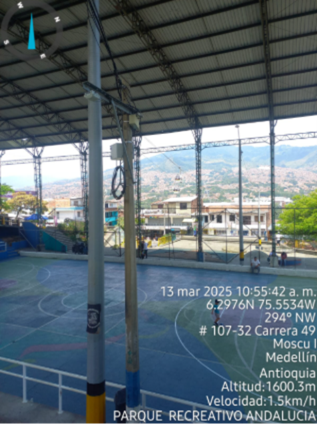 13 mar 2025 10:55:42 a. m.
6.2976N 75.5534W
294° NW
# 107-32 Carrera 49
Moscu I
Medellín
Antioquia
Altitud:1600.3m
Velocidad:1.5km/h
PARQUE RECREATIVO ANDALUCIA